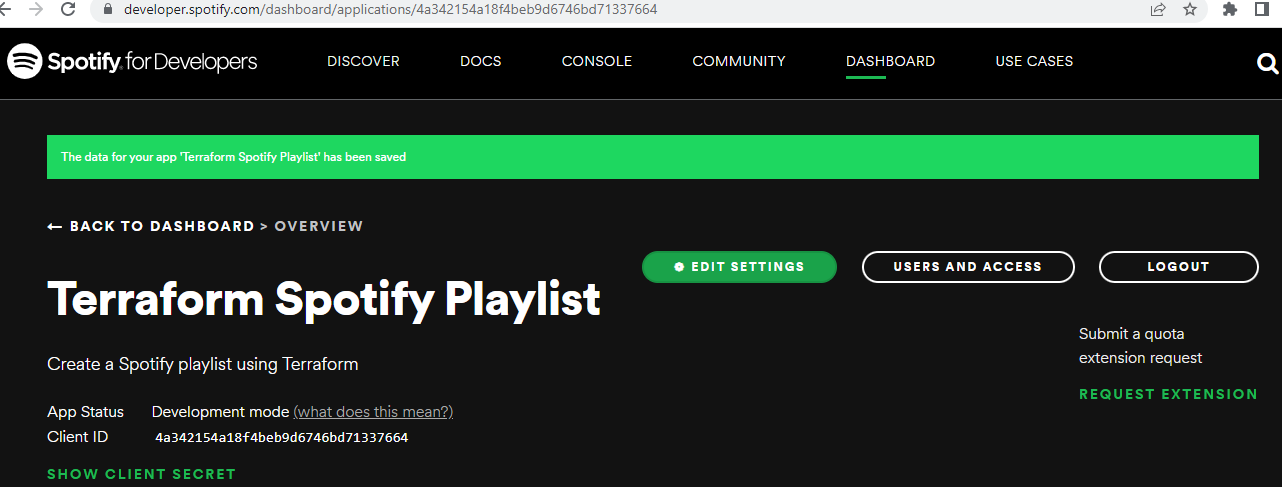 developer.spotify.com/dashboard/applications/4a342154a18f4beb9d6746bd71337664
Spotify for Developers DISCOVER DOCS CONSOLE COMMUNITY DASHBOARD USE CASES
The data for your app 'Terraform Spotify Playlist' has been saved
← BACK TO DASHBOARD > OVERVIEW
EDIT SETTINGS USERS AND ACCESS LOGOUT
Terraform Spotify Playlist
Submit a quota
extension request
Create a Spotify playlist using Terraform
REQUEST EXTENSION
App Status Development mode (what does this mean?)
Client ID 4a342154a18f4beb9d6746bd71337664
SHOW CLIENT SECRET